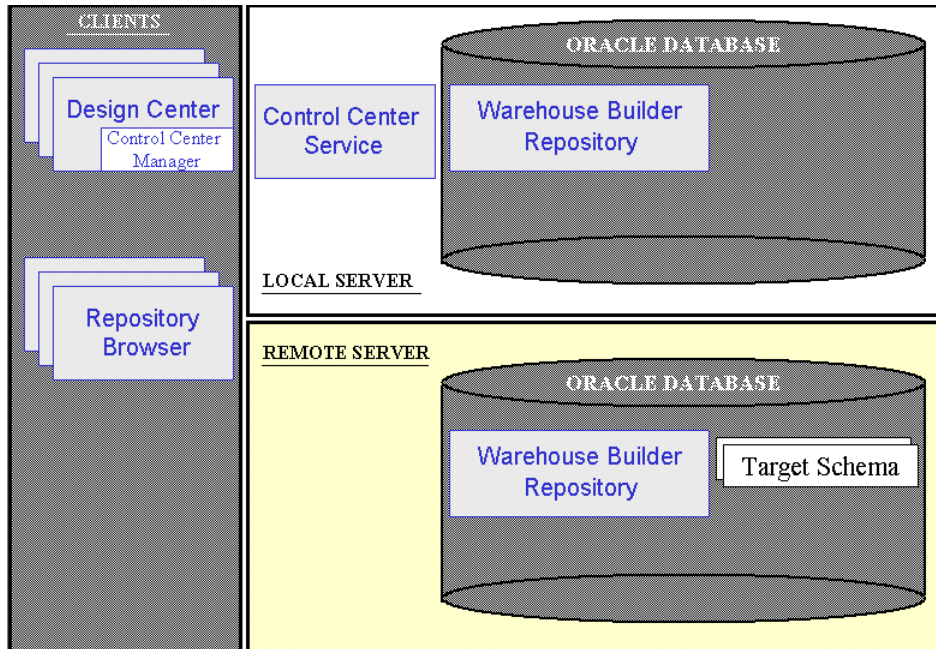 CLIENTS
Design Center
Control Center
Manager
Repository
Browser
ORACLE DATABASE
Control Center
Service
Warehouse Builder
Repository
LOCAL SERVER
REMOTE SERVER
ORACLE DATABASE
Warehouse Builder
Repository
Target Schema